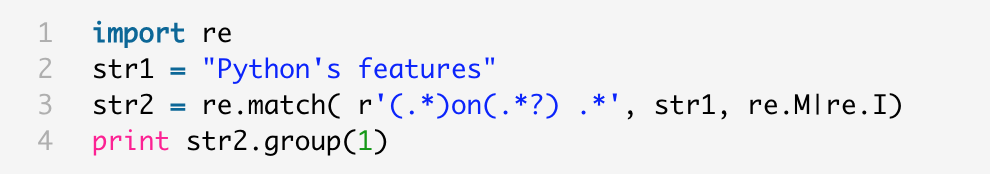 1 import re
2 str1 = "Python's features"
3 str2 = re.match( r'(.*)on(.*?) .*', str1, re.M|re.I)
4 print str2.group(1)